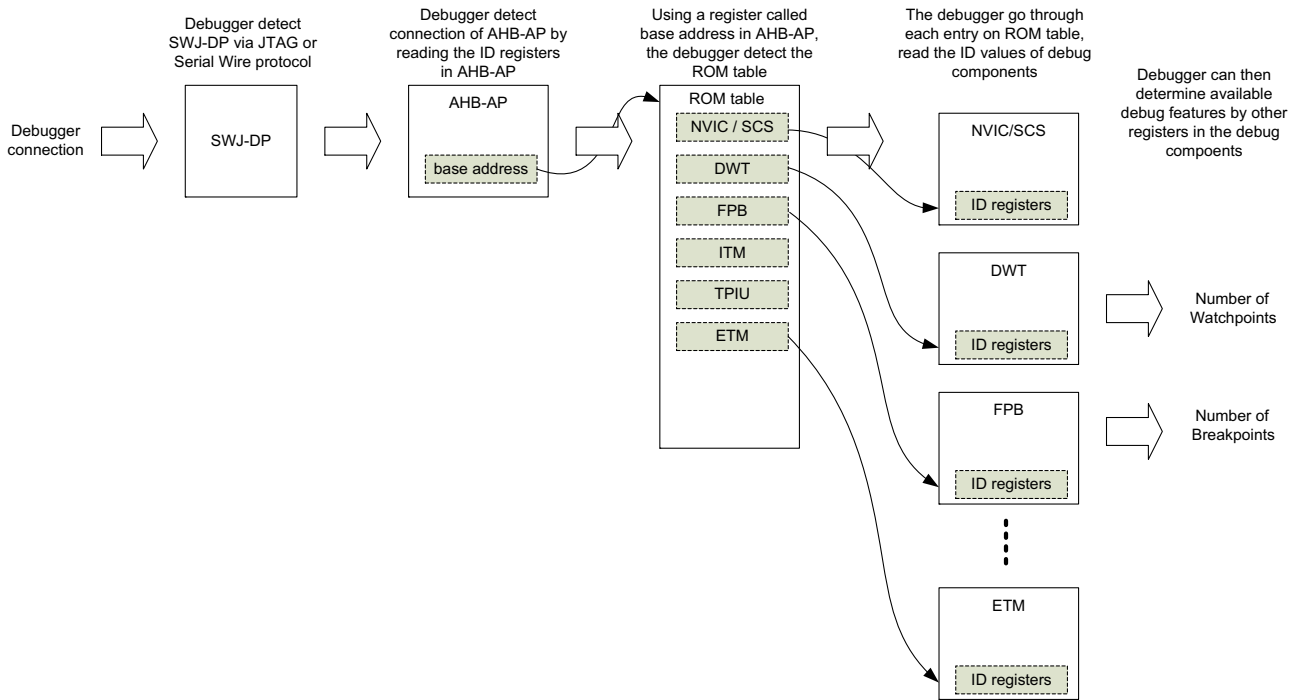 Debugger detect
SWJ-DP via JTAG or
Serial Wire protocol
Debugger detect
connection of AHB-AP by
reading the ID registers
in AHB-AP
Using a register called
base address in AHB-AP,
the debugger detect the
ROM table
The debugger go through
each entry on ROM table,
read the ID values of debug
components
Debugger can then
determine available
debug features by other
registers in the debug
compoents
Debugger
connection
SWJ-DP
AHB-AP
base address
ROM table
NVIC / SCS
DWT
FPB
ITM
TPIU
ETM
NVIC/SCS
ID registers
DWT
ID registers
Number of
Watchpoints
FPB
ID registers
Number of
Breakpoints
ETM
ID registers